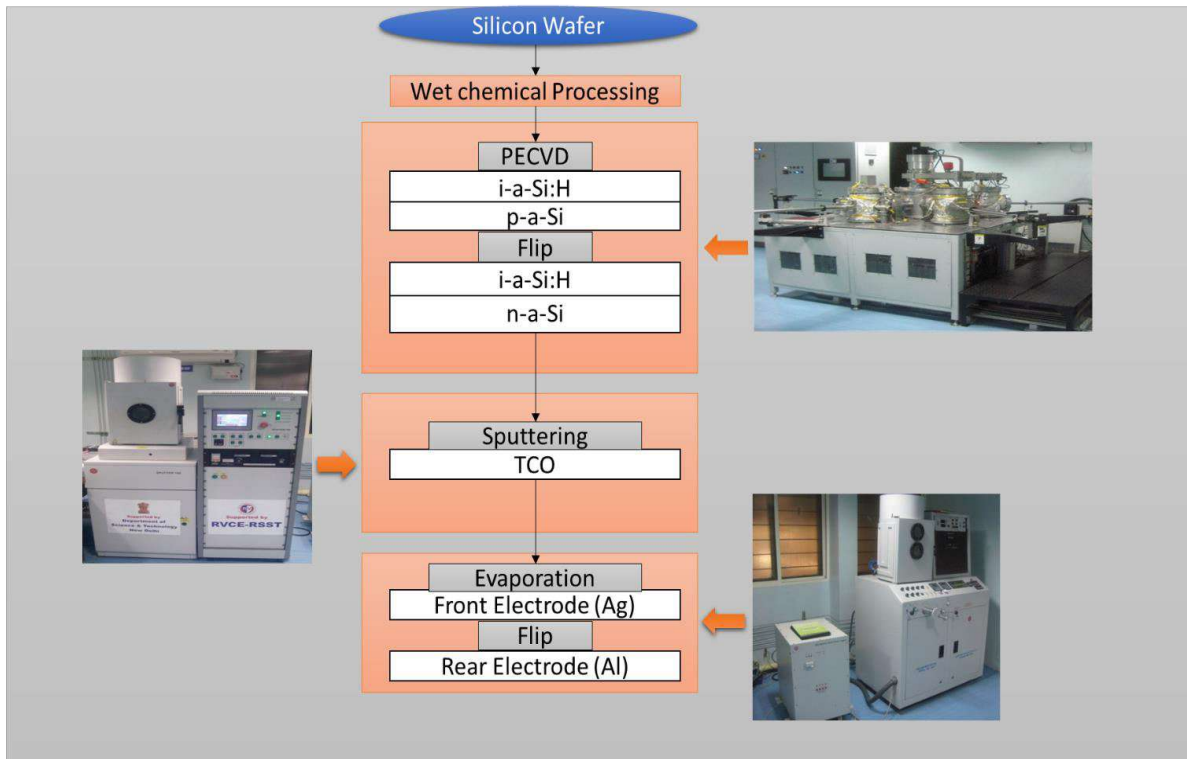 Silicon Wafer
Wet chemical Processing
PECVD
i-a-Si:H
p-a-Si
Flip
i-a-Si:H
n-a-Si
Supported by
Department of
Science & Technology
New Delhi
Supported by
RVCE-RSST
Sputtering
TCO
Evaporation
Front Electrode (Ag)
Flip
Rear Electrode (Al)